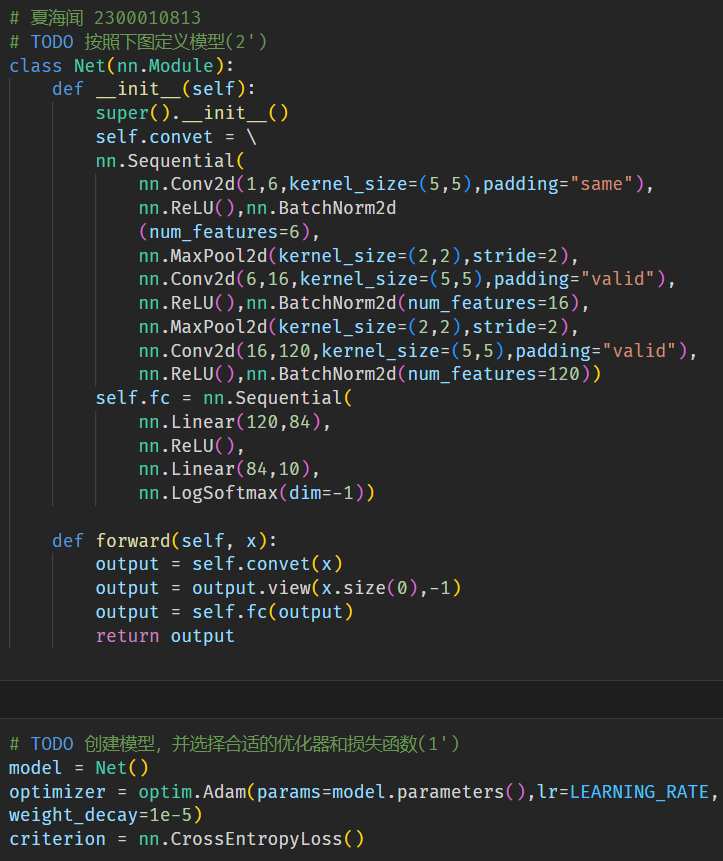 # 夏海闻 2300010813
# TODO 按照下图定义模型(2')
class Net(nn.Module):
    def __init__(self):
        super().__init__()
        self.convet = \
        nn.Sequential(
            nn.Conv2d(1,6,kernel_size=(5,5),padding="same"),
            nn.ReLU(),nn.BatchNorm2d
            (num_features=6),
            nn.MaxPool2d(kernel_size=(2,2),stride=2),
            nn.Conv2d(6,16,kernel_size=(5,5),padding="valid"),
            nn.ReLU(),nn.BatchNorm2d(num_features=16),
            nn.MaxPool2d(kernel_size=(2,2),stride=2),
            nn.Conv2d(16,120,kernel_size=(5,5),padding="valid"),
            nn.ReLU(),nn.BatchNorm2d(num_features=120))
        self.fc = nn.Sequential(
            nn.Linear(120,84),
            nn.ReLU(),
            nn.Linear(84,10),
            nn.LogSoftmax(dim=-1))
    def forward(self, x):
        output = self.convet(x)
        output = output.view(x.size(0),-1)
        output = self.fc(output)
        return output
# TODO 创建模型，并选择合适的优化器和损失函数(1')
model = Net()
optimizer = optim.Adam(params=model.parameters(),lr=LEARNING_RATE,
weight_decay=1e-5)
criterion = nn.CrossEntropyLoss()